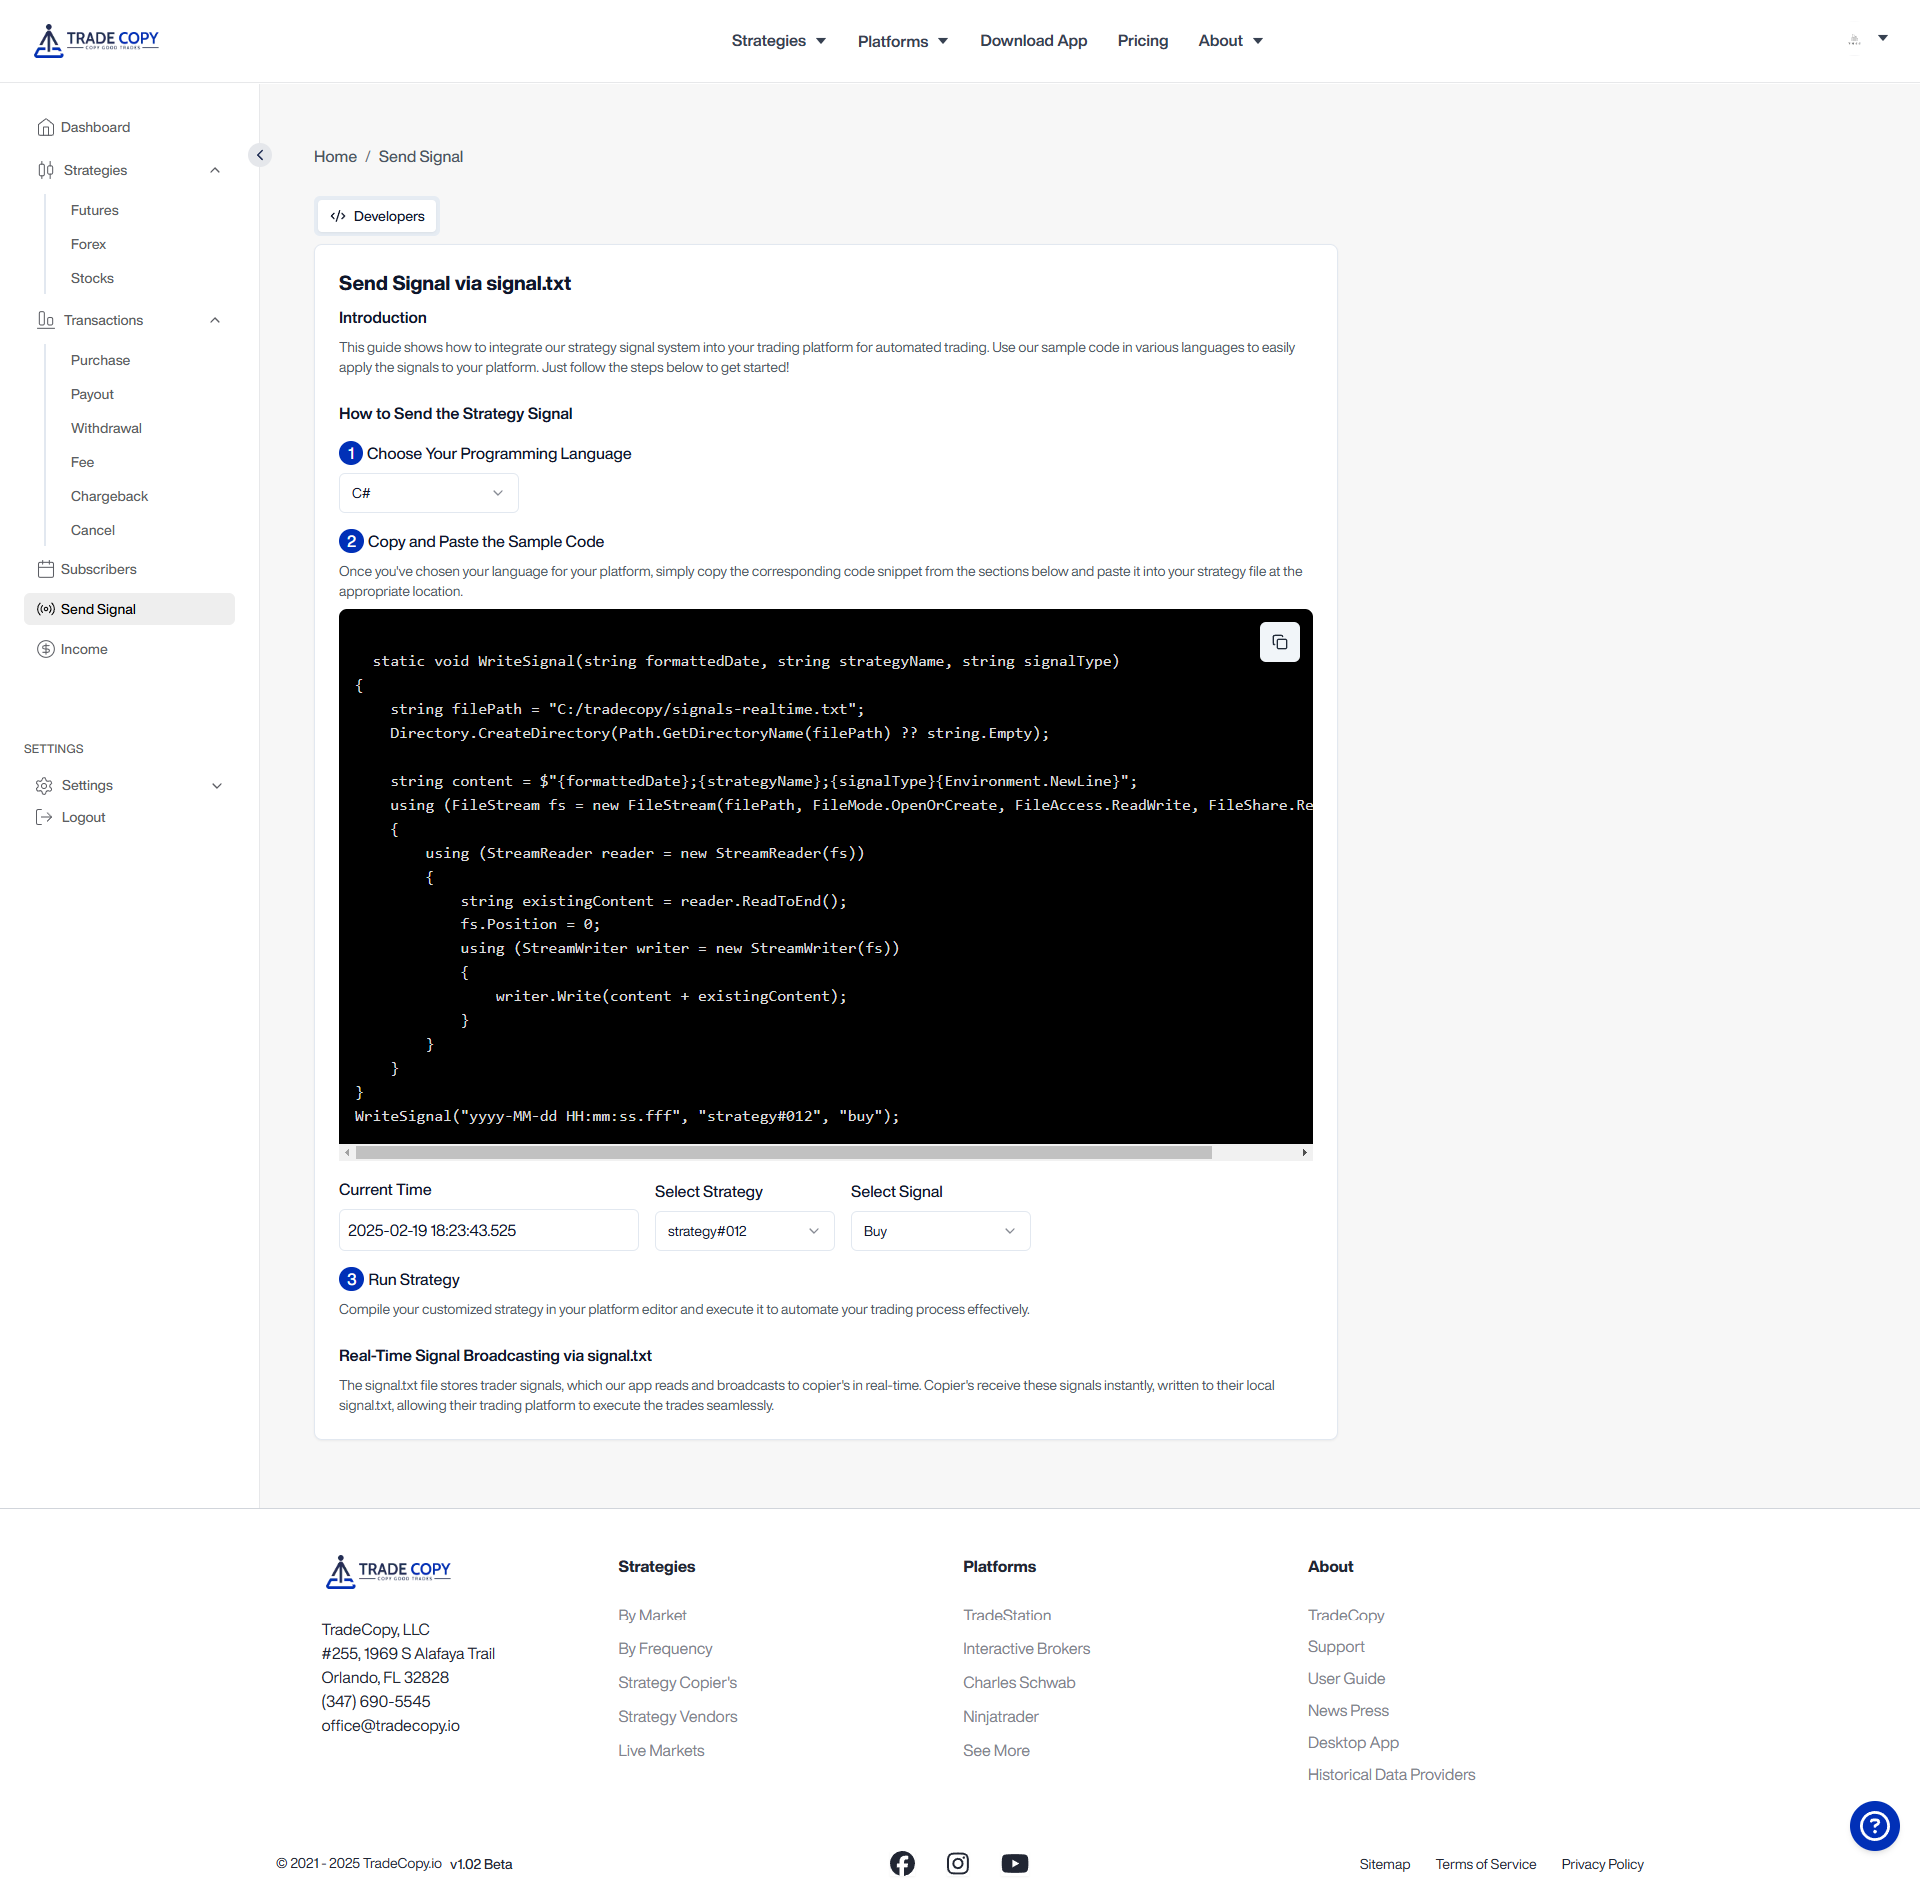 TRADE COPY
COPY GOOD TRADES
Strategies
Platforms
Download App
Pricing
About
Dashboard
Strategies
Futures
Forex
Stocks
Transactions
Purchase
Payout
Withdrawal
Fee
Chargeback
Cancel
Subscribers
Send Signal
Income
SETTINGS
Settings
Logout
Home / Send Signal
</> Developers
Send Signal via signal.txt
Introduction
This guide shows how to integrate our strategy signal system into your trading platform for automated trading. Use our sample code in various languages to easily
apply the signals to your platform. Just follow the steps below to get started!
How to Send the Strategy Signal
1 Choose Your Programming Language
C#
2 Copy and Paste the Sample Code
Once you've chosen your language for your platform, simply copy the corresponding code snippet from the sections below and paste it into your strategy file at the
appropriate location.
static void WriteSignal(string formattedDate, string strategyName, string signalType)
{
string filePath = "C:/tradecopy/signals-realtime.txt";
Directory.CreateDirectory(Path.GetDirectoryName(filePath) ?? string.Empty);
string content = $"{formattedDate};{strategyName};{signalType}{Environment.NewLine}";
using (FileStream fs = new FileStream(filePath, FileMode.OpenOrCreate, FileAccess.ReadWrite, FileShare.Re
{
using (StreamReader reader = new StreamReader(fs))
{
string existingContent = reader.ReadToEnd();
fs.Position = 0;
using (StreamWriter writer = new StreamWriter(fs))
{
writer.Write(content + existingContent);
}
}
}
}
WriteSignal("yyyy-MM-dd HH:mm:ss.fff", "strategy#012", "buy");
Current Time
Select Strategy
Select Signal
2025-02-19 18:23:43.525
strategy#012
Buy
3 Run Strategy
Compile your customized strategy in your platform editor and execute it to automate your trading process effectively.
Real-Time Signal Broadcasting via signal.txt
The signal.txt file stores trader signals, which our app reads and broadcasts to copier's in real-time. Copier's receive these signals instantly, written to their local
signal.txt, allowing their trading platform to execute the trades seamlessly.
TRADE COPY
COPY GOOD TRADES
TradeCopy, LLC
#255, 1969 S Alafaya Trail
Orlando, FL 32828
(347) 690-5545
office@tradecopy.io
Strategies
By Market
By Frequency
Strategy Copier's
Strategy Vendors
Live Markets
Platforms
TradeStation
Interactive Brokers
Charles Schwab
Ninjatrader
See More
About
TradeCopy
Support
User Guide
News Press
Desktop App
Historical Data Providers
© 2021 - 2025 TradeCopy.io v1.02 Beta
Sitemap
Terms of Service
Privacy Policy